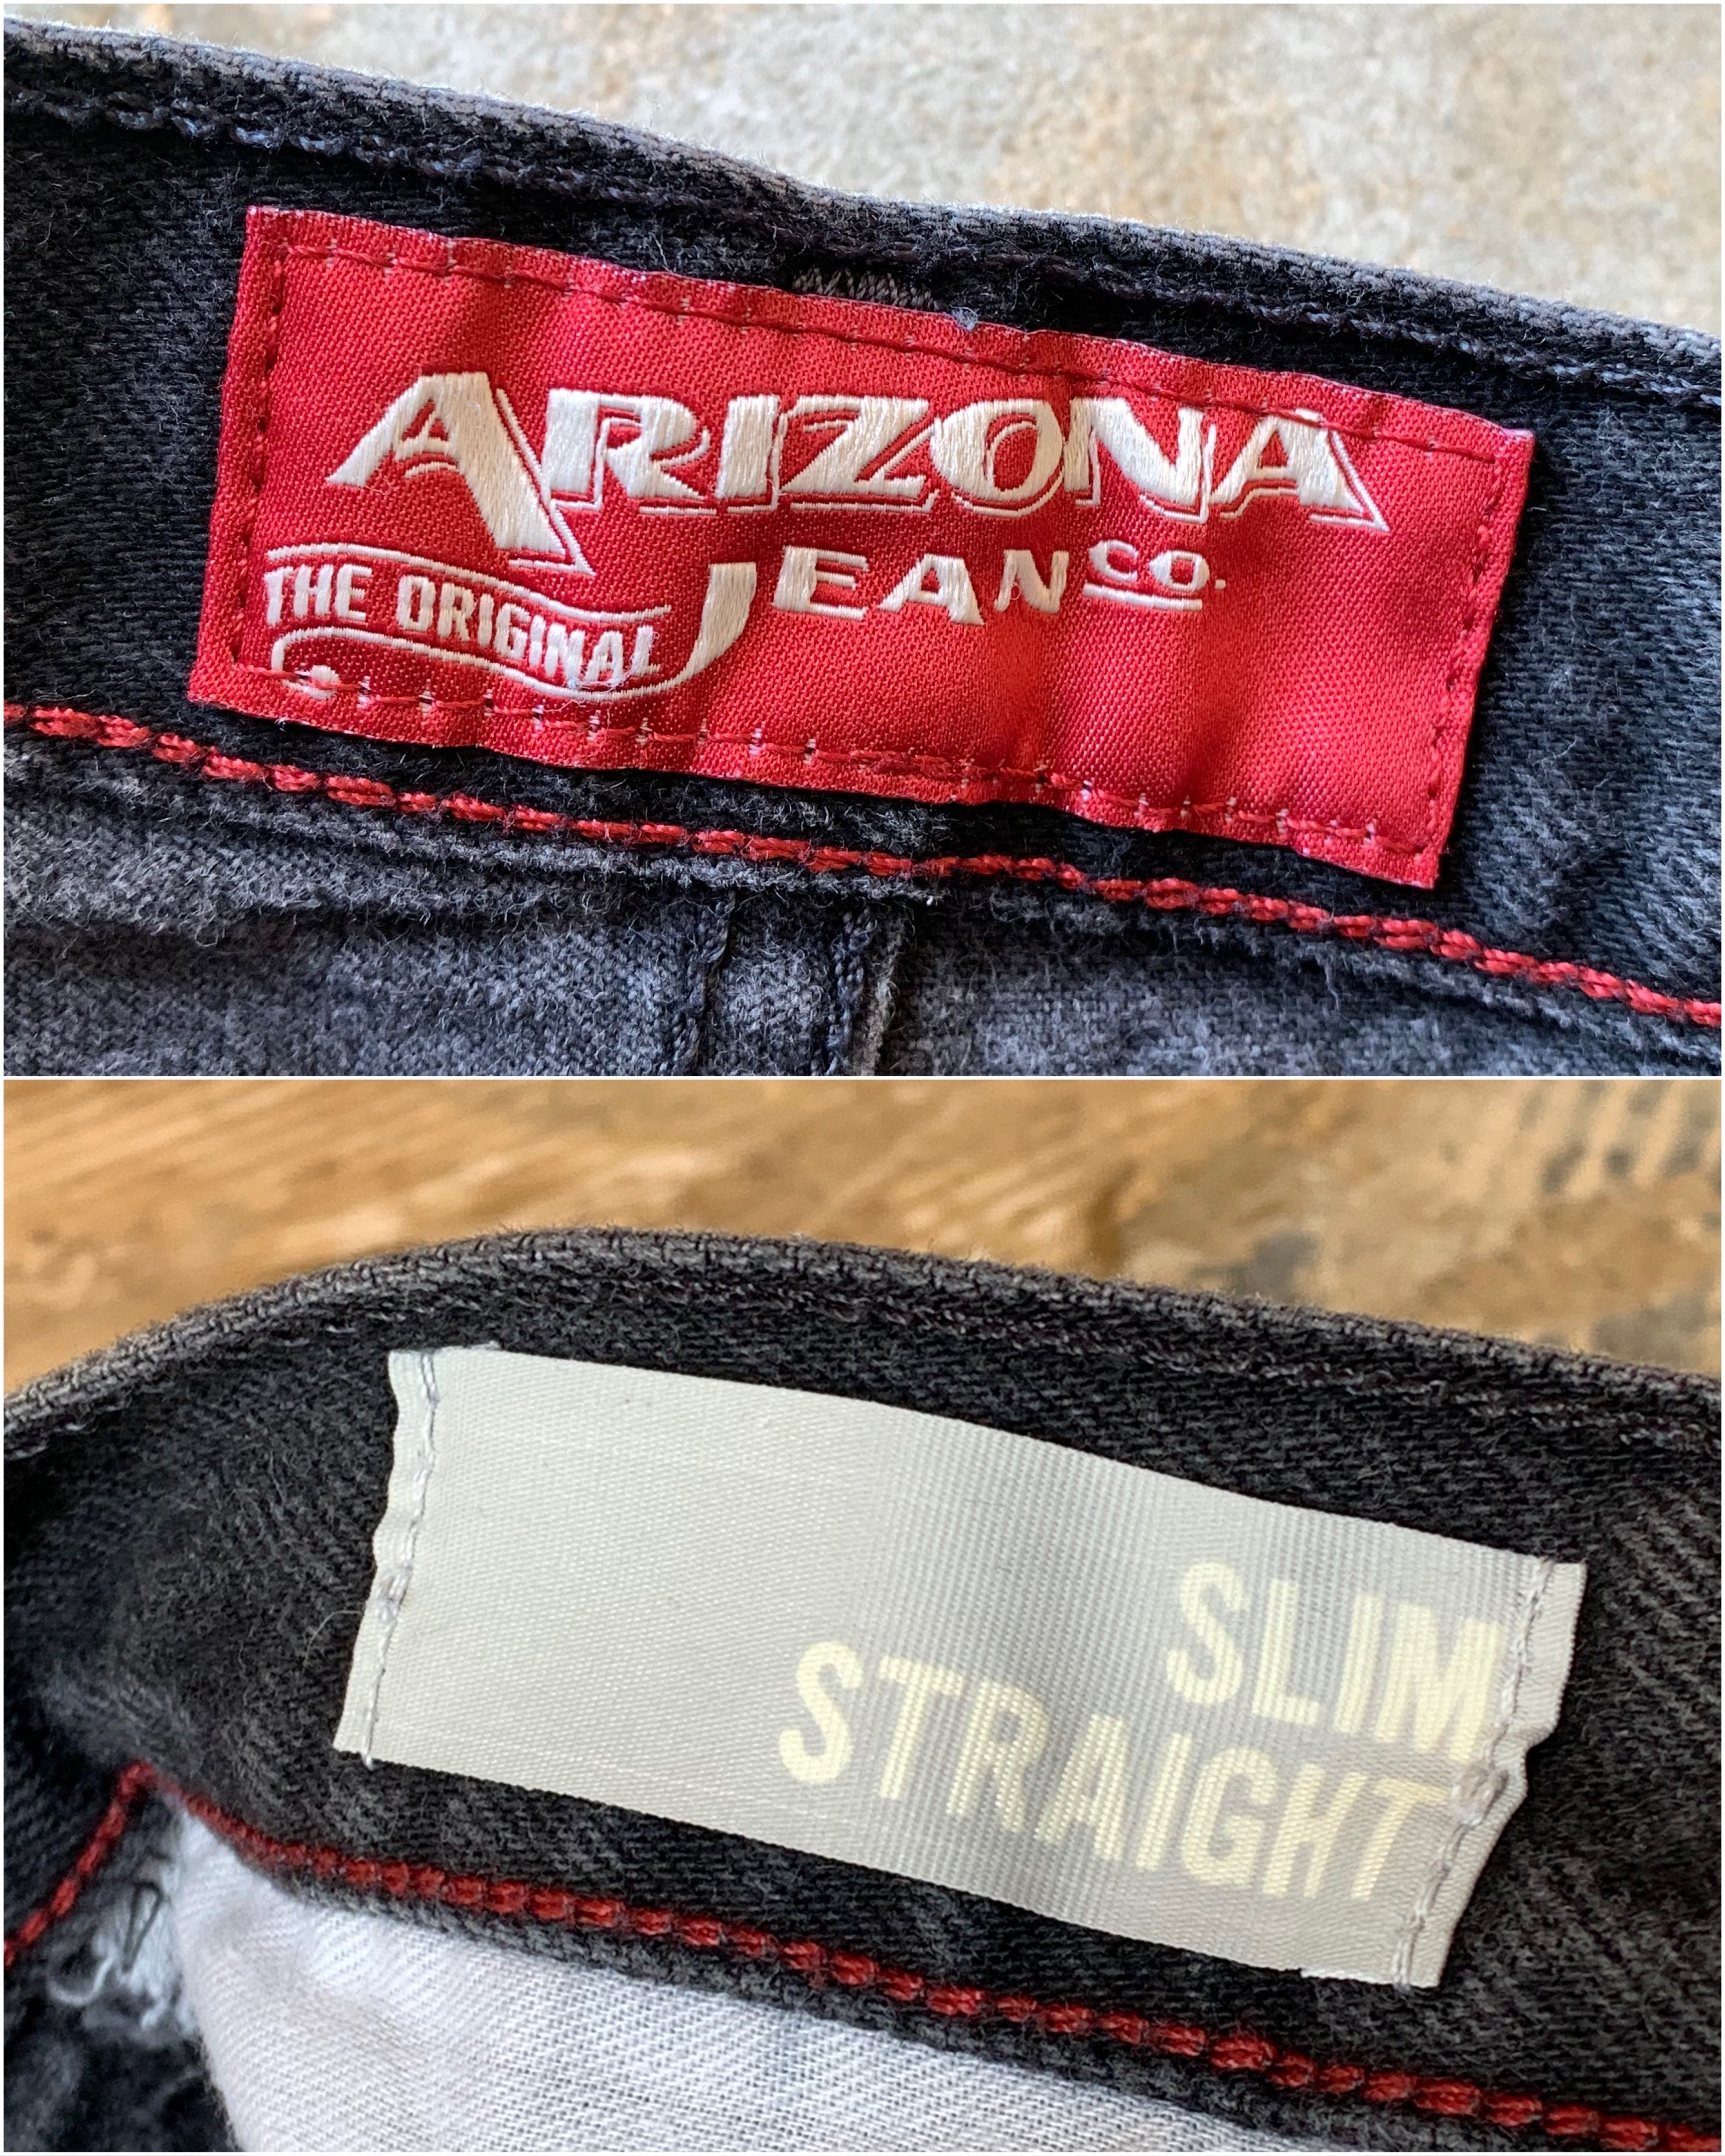 ARIZONA
JEAN CO.
THE ORIGINAL
SLIM
STRAIGHT